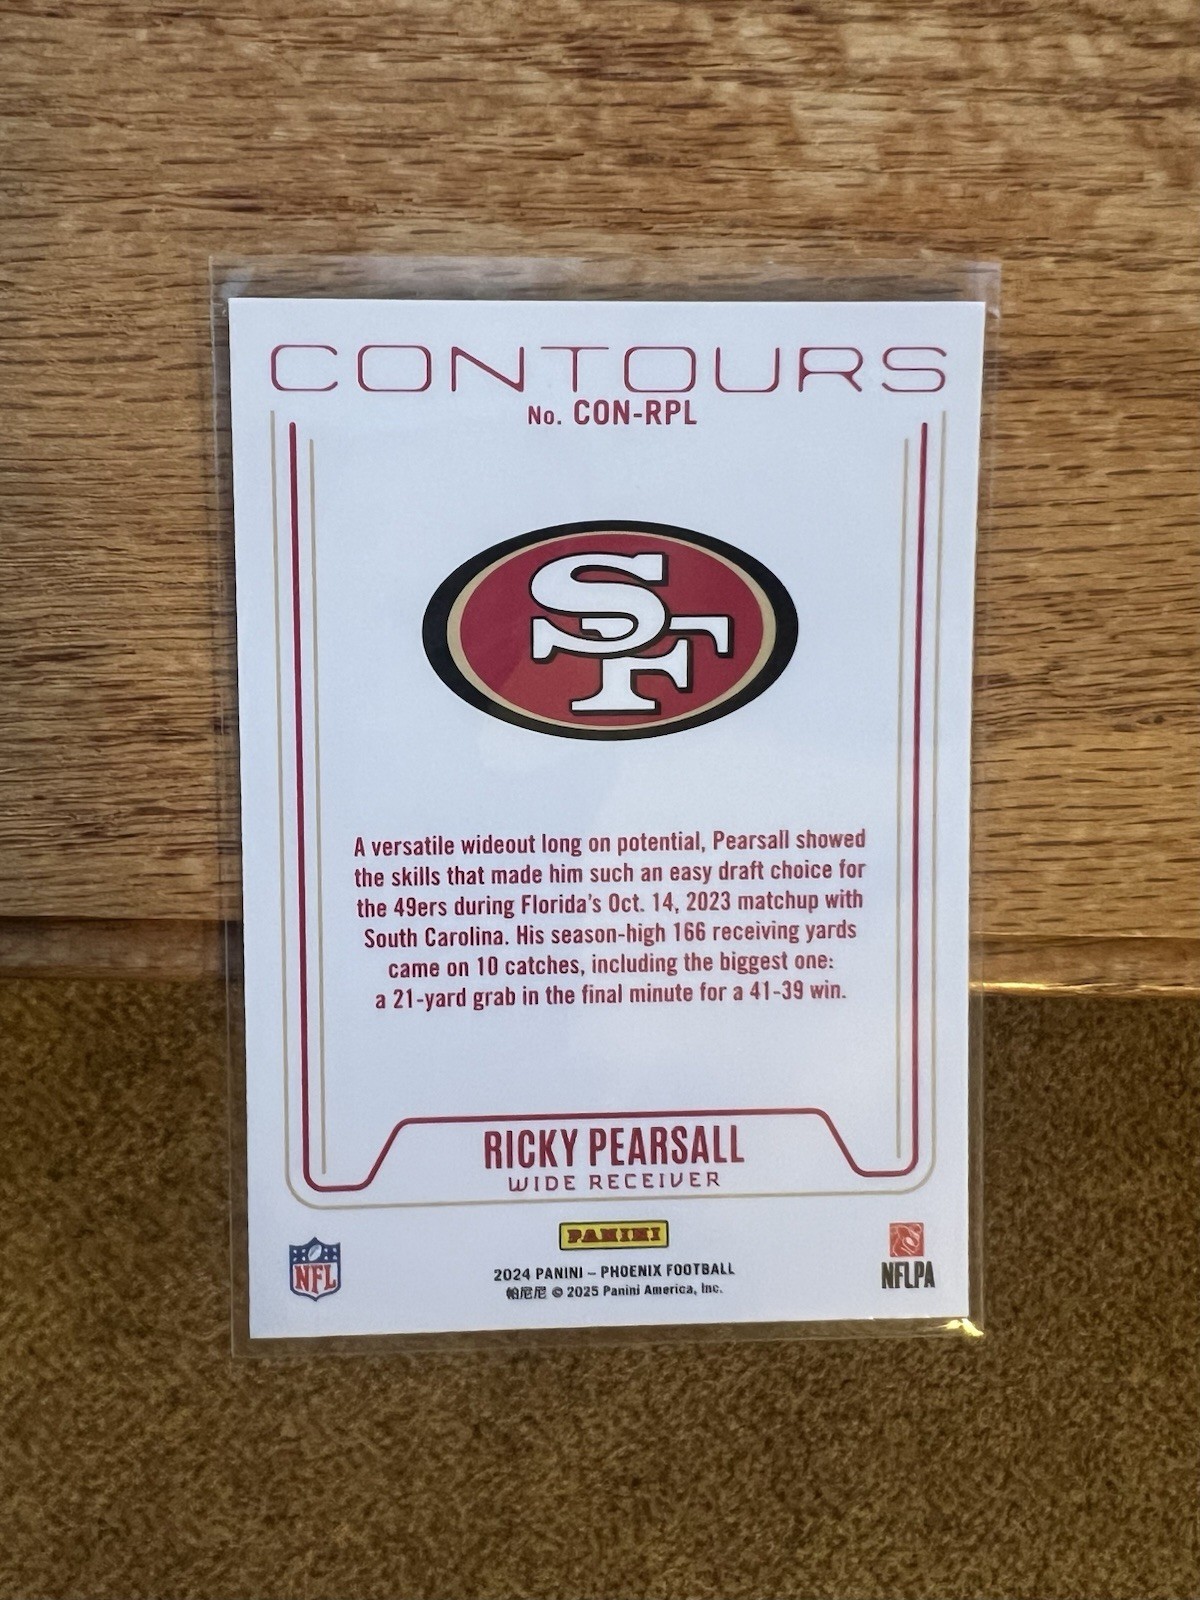 CONTOURS
No. CON-RPL
SF
A versatile wideout long on potential, Pearsall showed
the skills that made him such an easy draft choice for
the 49ers during Florida's Oct. 14, 2023 matchup with
South Carolina. His season-high 166 receiving yards
came on 10 catches, including the biggest one:
a 21-yard grab in the final minute for a 41-39 win.
RICKY PEARSALL
WIDE RECEIVER
PANINI
NFL
NFLPA
2024 PANINI – PHOENIX FOOTBALL
帕尼尼 © 2025 Panini America, Inc.